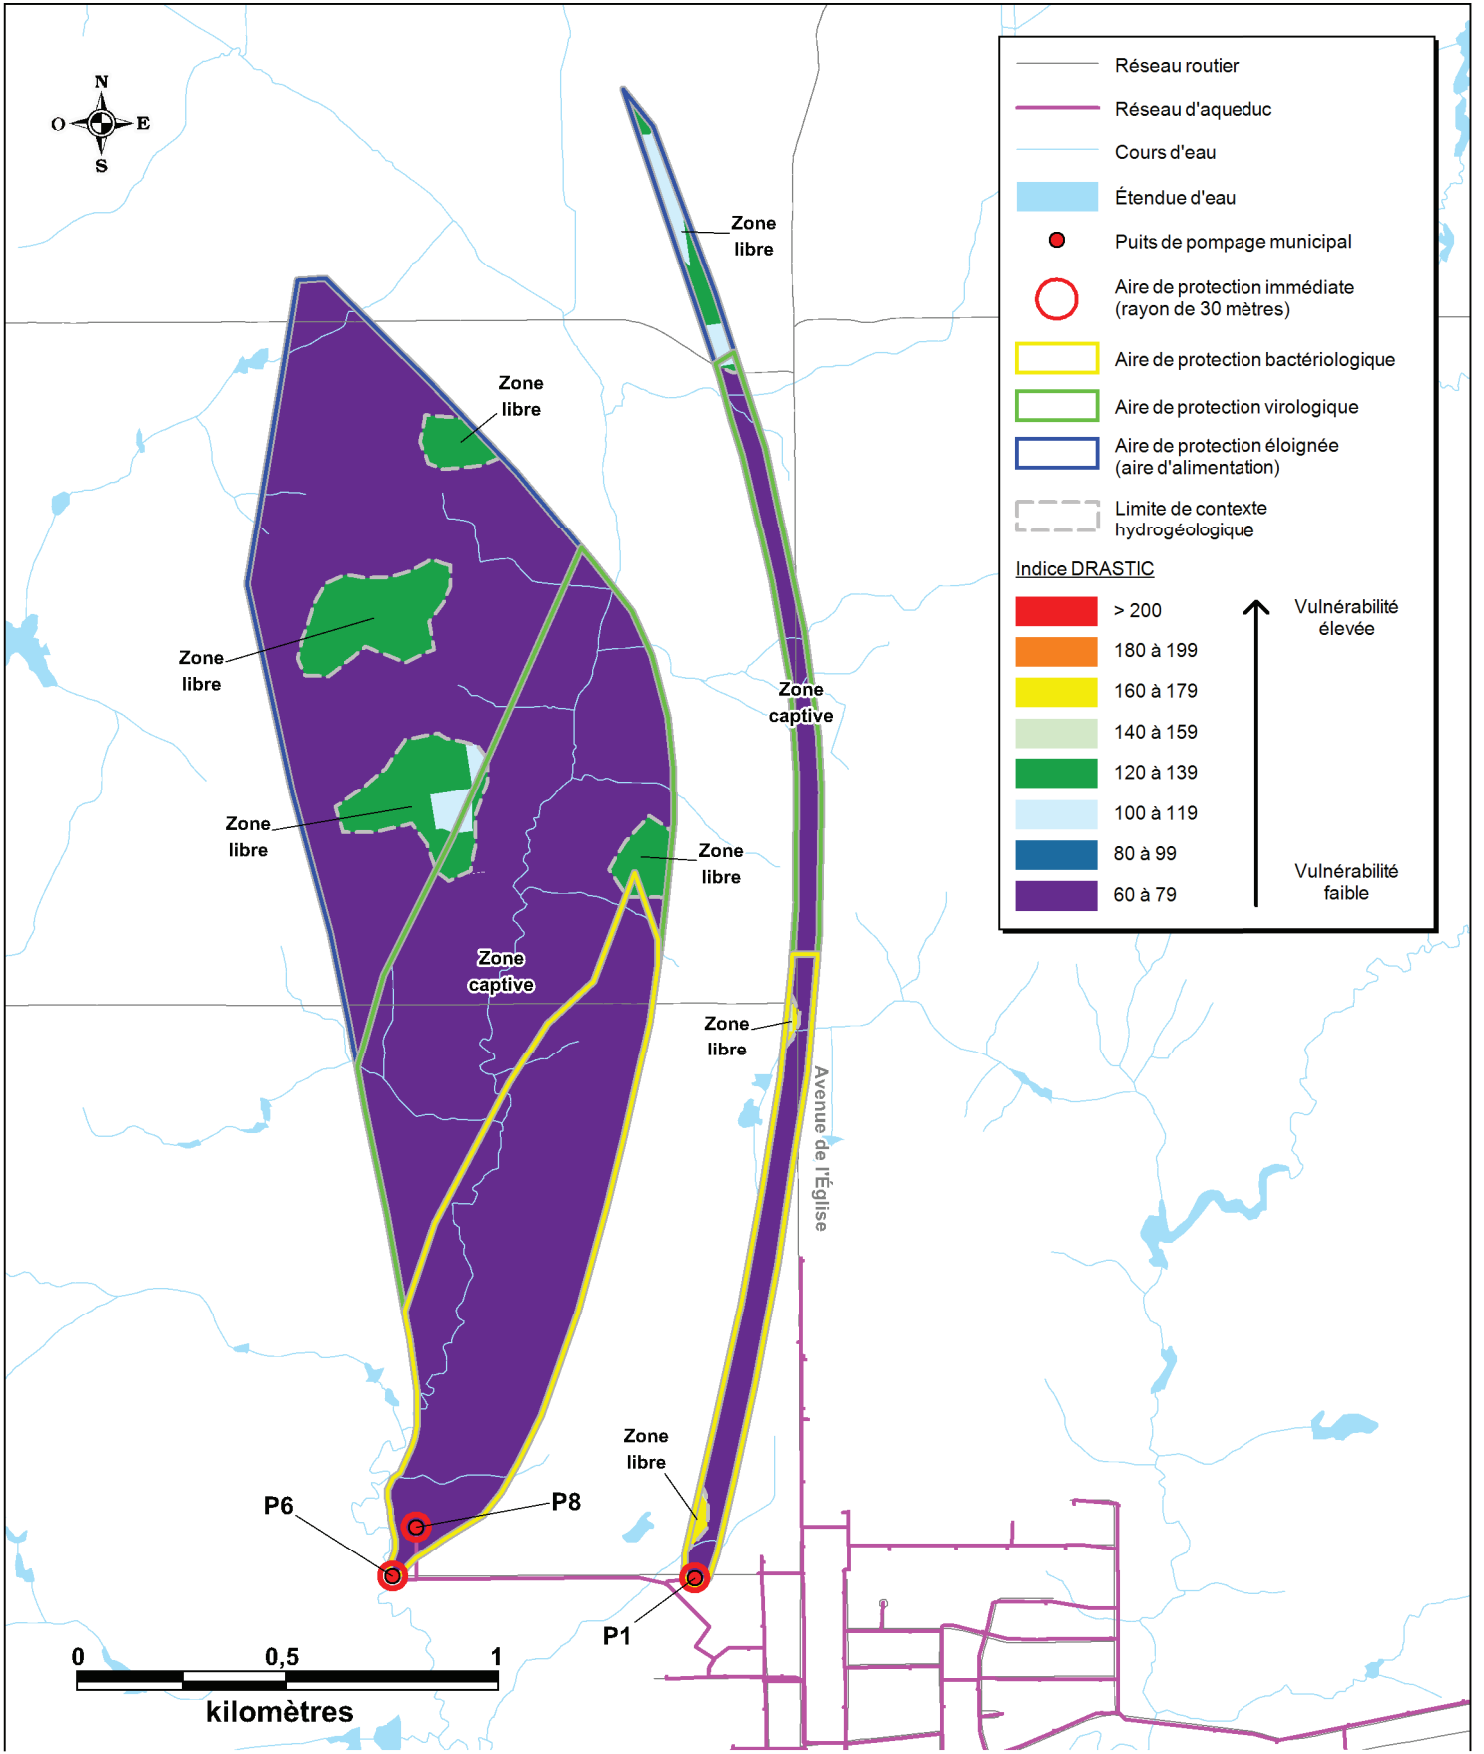 N
O
E
S
Réseau routier
Réseau d'aqueduc
Cours d'eau
Étendue d'eau
Puits de pompage municipal
Aire de protection immédiate
(rayon de 30 mètres)
Aire de protection bactériologique
Aire de protection virologique
Aire de protection éloignée
(aire d'alimentation)
Limite de contexte
hydrogéologique
Indice DRASTIC
> 200
180 à 199
160 à 179
140 à 159
120 à 139
100 à 119
80 à 99
60 à 79
Vulnérabilité
élevée
Vulnérabilité
faible
Zone
libre
Zone
libre
Zone
libre
Zone
captive
Zone
libre
Zone
libre
Zone
captive
Zone
libre
Avenue de l'Église
Zone
libre
P6
P8
P1
0
0,5
1
kilomètres